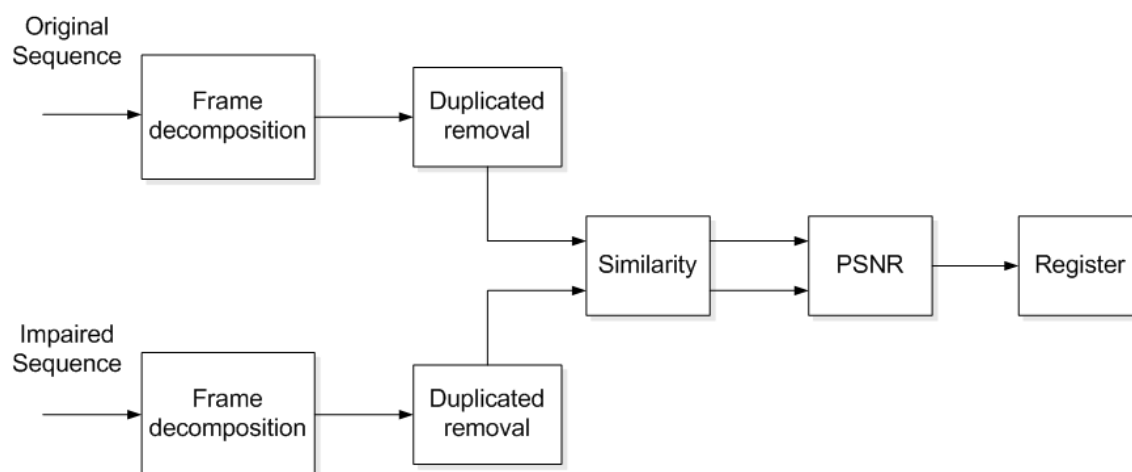 Original
Sequence
Frame
decomposition
Duplicated
removal
Similarity
PSNR
Register
Impaired
Sequence
Frame
decomposition
Duplicated
removal